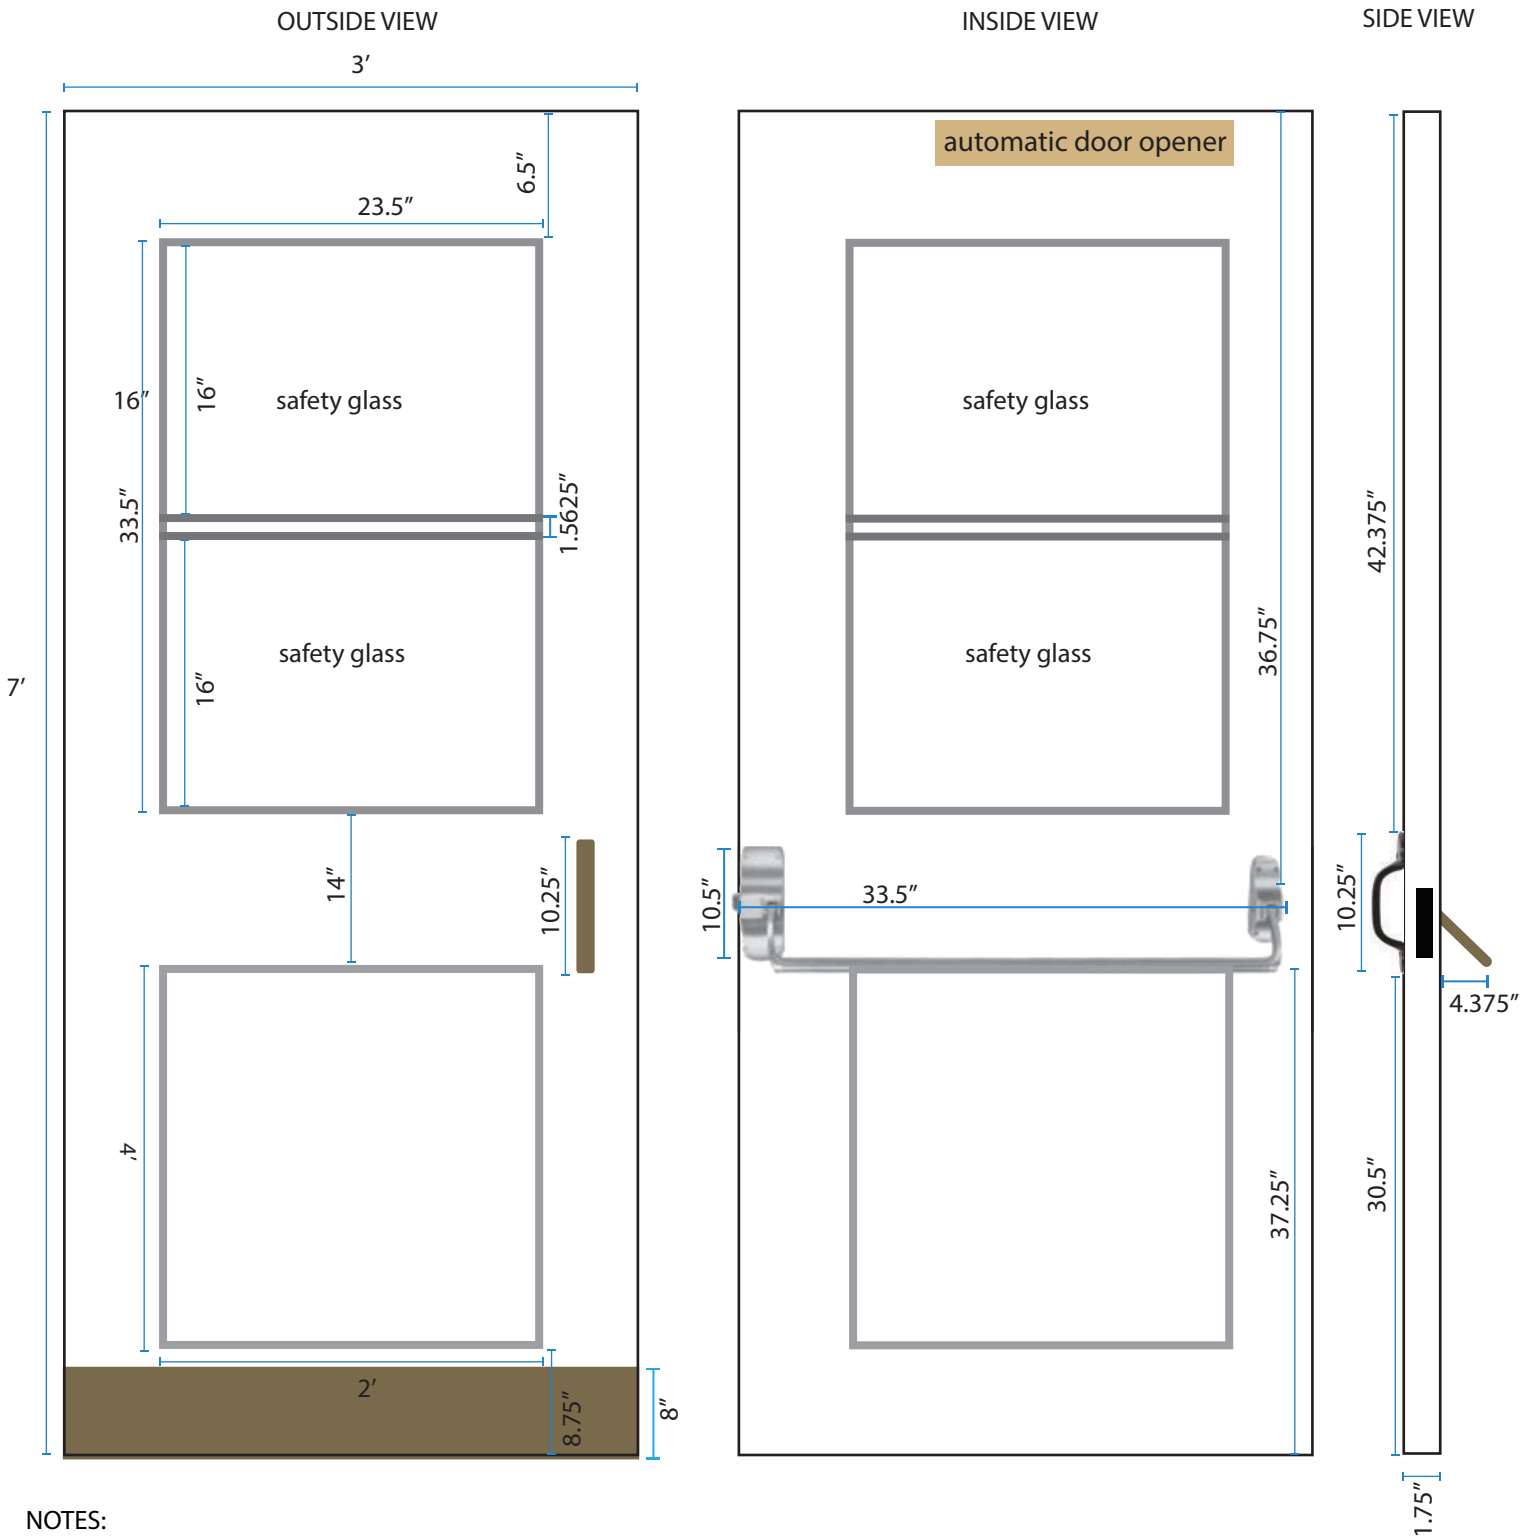 OUTSIDE VIEW
INSIDE VIEW
SIDE VIEW
3’
6.5”
23.5”
16”
16”
safety glass
33.5”
1.5625”
safety glass
16”
7’
14”
10.25”
4’
2’
8.75”
8”
automatic door opener
safety glass
safety glass
36.75”
10.5”
33.5”
37.25”
42.375”
10.25”
4.375”
30.5”
1.75”
NOTES: